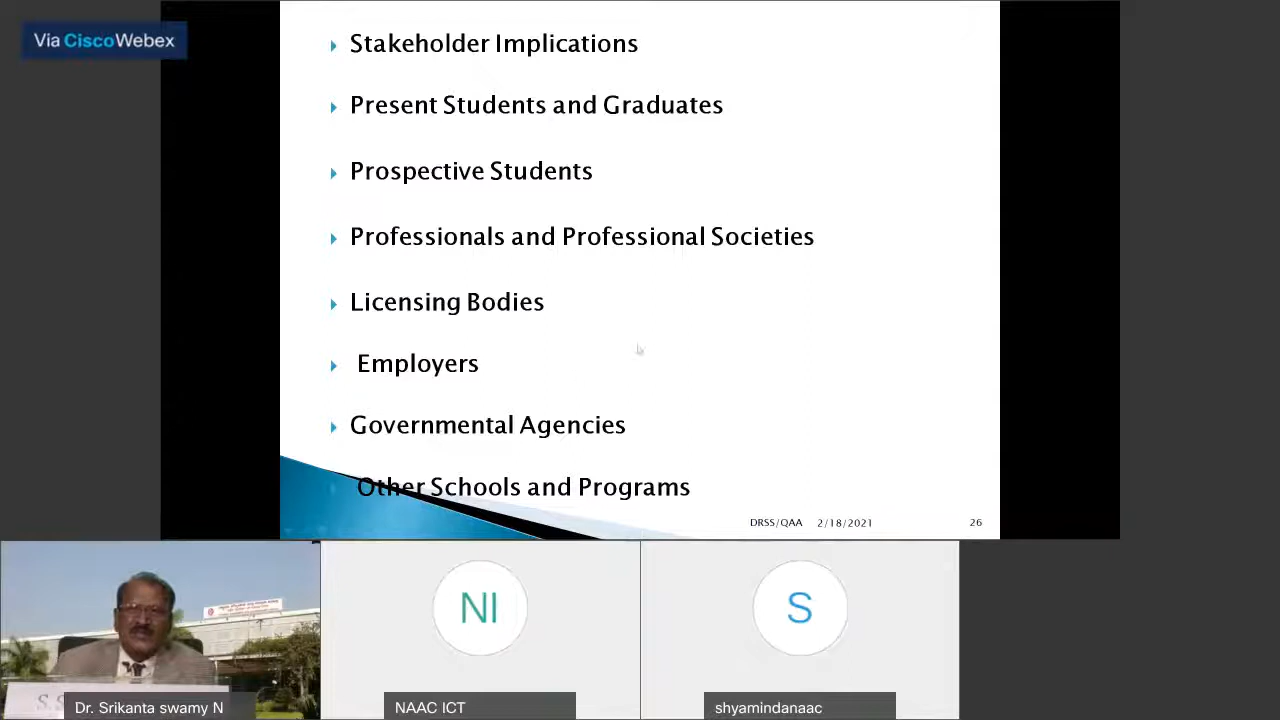 Via CiscoWebex
Stakeholder Implications
Present Students and Graduates
Prospective Students
Professionals and Professional Societies
Licensing Bodies
Employers
Governmental Agencies
Other Schools and Programs
DRSS/QAA 2/18/2021 26
NI
S
Dr. Srikanta swamy N
NAAC ICT
shyamindanaac